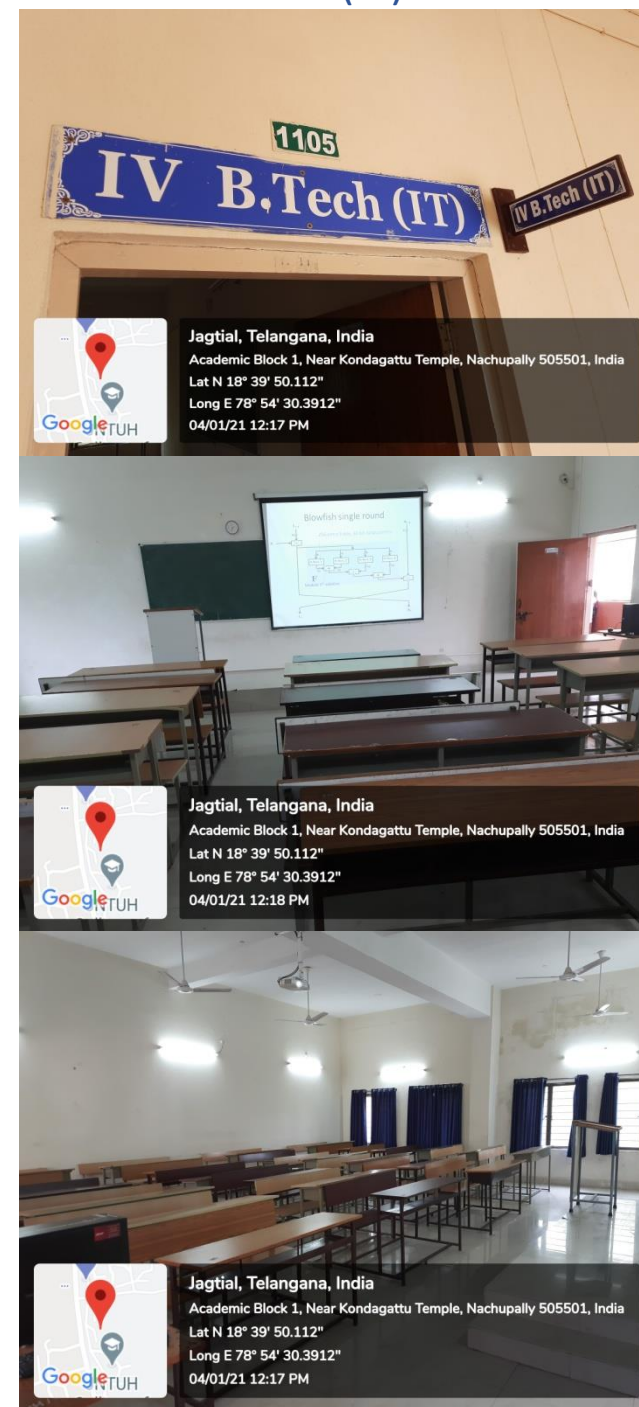 1105
IV B.Tech (IT)
IV B.Tech (IT)
Jagtial, Telangana, India
Academic Block 1, Near Kondagattu Temple, Nachupally 505501, India
Lat N 18° 39' 50.112"
Long E 78° 54' 30.3912"
04/01/21 12:17 PM
Google
NTUH
Blowfish single round
Jagtial, Telangana, India
Academic Block 1, Near Kondagattu Temple, Nachupally 505501, India
Lat N 18° 39' 50.112"
Long E 78° 54' 30.3912"
04/01/21 12:18 PM
Google
NTUH
Jagtial, Telangana, India
Academic Block 1, Near Kondagattu Temple, Nachupally 505501, India
Lat N 18° 39' 50.112"
Long E 78° 54' 30.3912"
04/01/21 12:17 PM
Google
NTUH